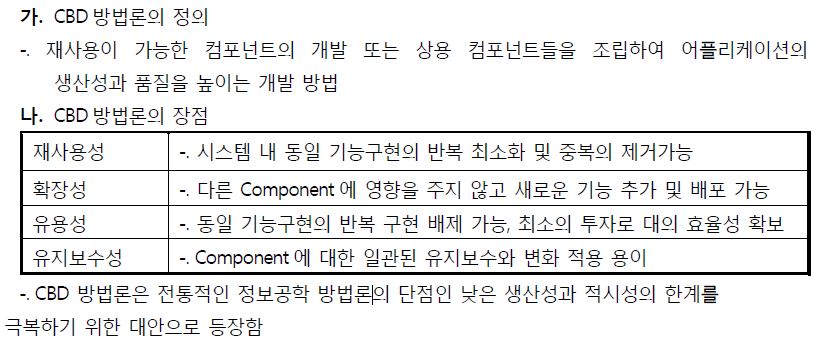 가. CBD 방법론의 정의
-. 재사용이 가능한 컴포넌트의 개발 또는 상용 컴포넌트들을 조립하여 어플리케이션의
생산성과 품질을 높이는 개발 방법
나. CBD 방법론의 장점
재사용성 -. 시스템 내 동일 기능구현의 반복 최소화 및 중복의 제거가능
확장성 -. 다른 Component 에 영향을 주지 않고 새로운 기능 추가 및 배포 가능
유용성 -. 동일 기능구현의 반복 구현 배제 가능, 최소의 투자로 대의 효율성 확보
유지보수성 -. Component 에 대한 일관된 유지보수와 변화 적용 용이
-. CBD 방법론은 전통적인 정보공학 방법론의 단점인 낮은 생산성과 적시성의 한계를
극복하기 위한 대안으로 등장함